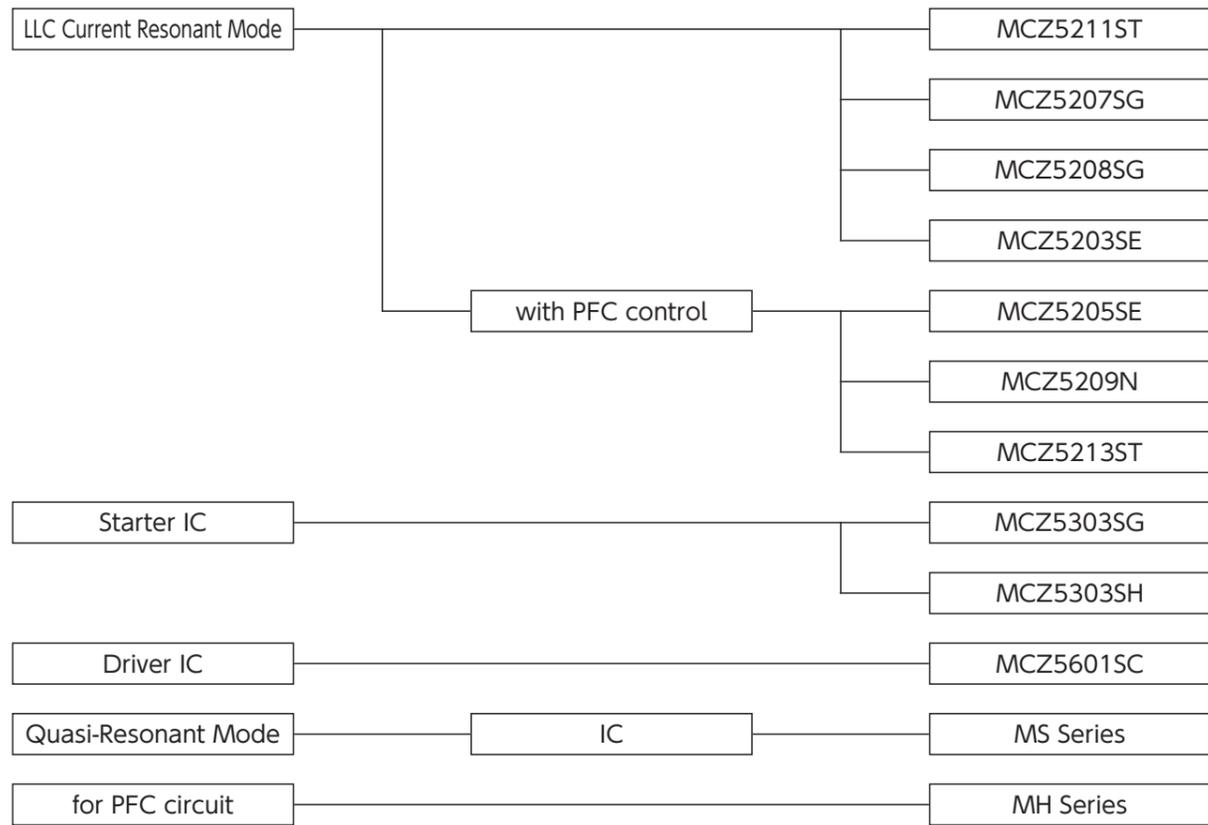 LLC Current Resonant Mode
MCZ5211ST
MCZ5207SG
MCZ5208SG
MCZ5203SE
with PFC control
MCZ5205SE
MCZ5209N
MCZ5213ST
Starter IC
MCZ5303SG
MCZ5303SH
Driver IC
MCZ5601SC
Quasi-Resonant Mode
IC
MS Series
for PFC circuit
MH Series